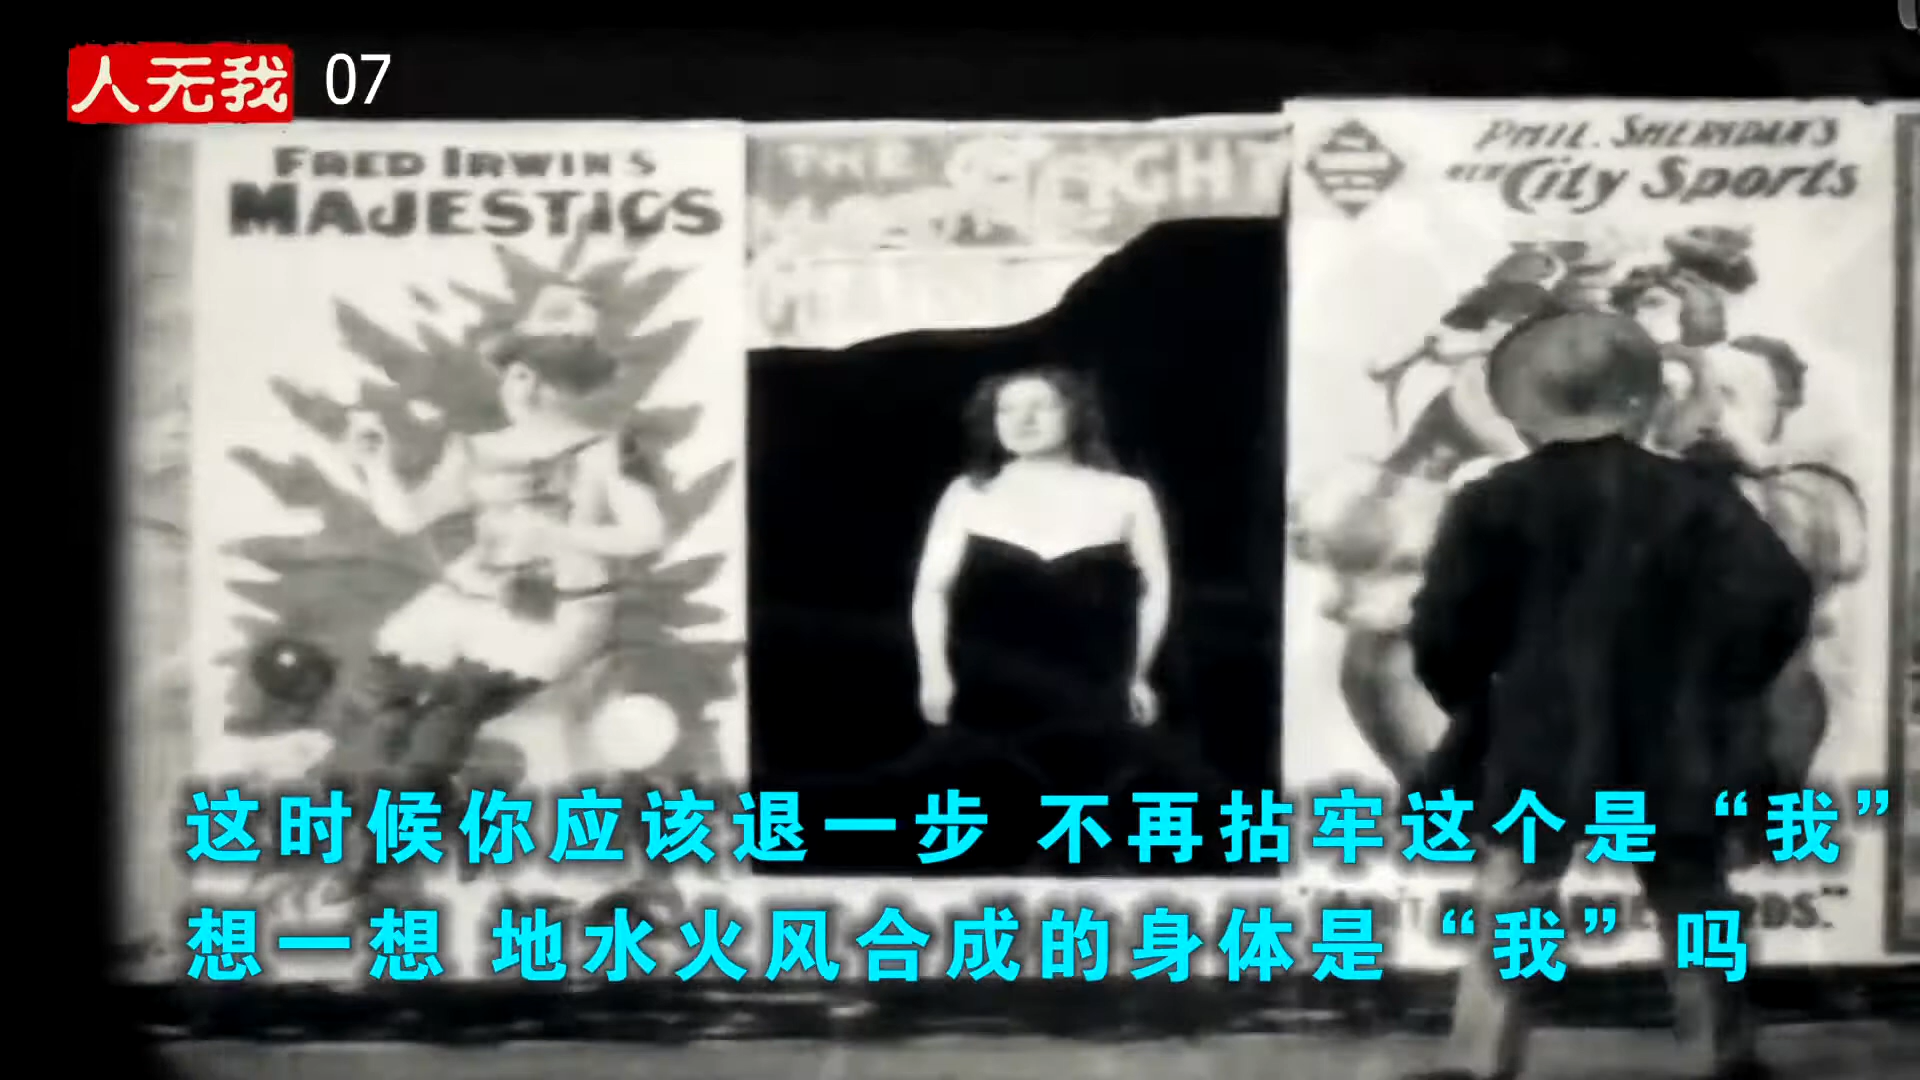 人无我 07
FRED IRWIN'S
MAJESTICS
THE
PHIL. SHERIDAN'S
NEW City Sports
这时候你应该退一步 不再拈牢这个是“我”
想一想 地水火风合成的身体是“我”吗